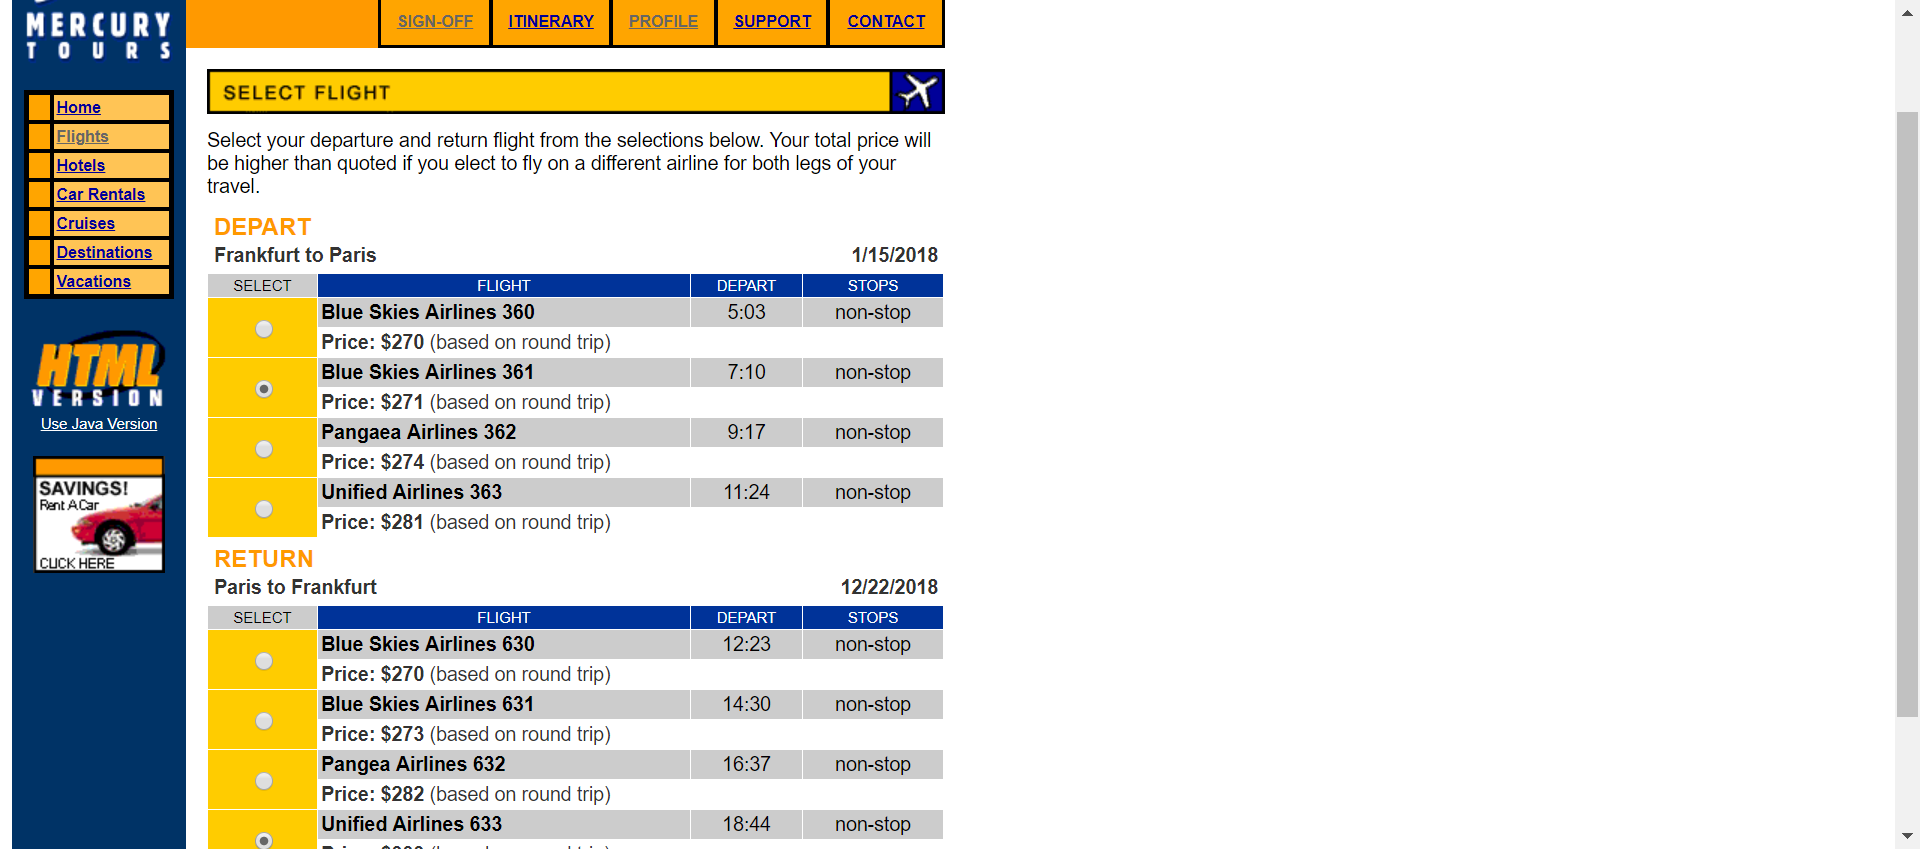 MERCURY
TOURS
SIGN-OFF ITINERARY PROFILE SUPPORT CONTACT
Home
Flights
Hotels
Car Rentals
Cruises
Destinations
Vacations
HTML
VERSION
Use Java Version
SAVINGS!
Rent A Car
CLICK HERE
SELECT FLIGHT
Select your departure and return flight from the selections below. Your total price will
be higher than quoted if you elect to fly on a different airline for both legs of your
travel.
DEPART
Frankfurt to Paris 1/15/2018
SELECT FLIGHT DEPART STOPS
Blue Skies Airlines 360 5:03 non-stop
Price: $270 (based on round trip)
Blue Skies Airlines 361 7:10 non-stop
Price: $271 (based on round trip)
Pangaea Airlines 362 9:17 non-stop
Price: $274 (based on round trip)
Unified Airlines 363 11:24 non-stop
Price: $281 (based on round trip)
RETURN
Paris to Frankfurt 12/22/2018
SELECT FLIGHT DEPART STOPS
Blue Skies Airlines 630 12:23 non-stop
Price: $270 (based on round trip)
Blue Skies Airlines 631 14:30 non-stop
Price: $273 (based on round trip)
Pangea Airlines 632 16:37 non-stop
Price: $282 (based on round trip)
Unified Airlines 633 18:44 non-stop